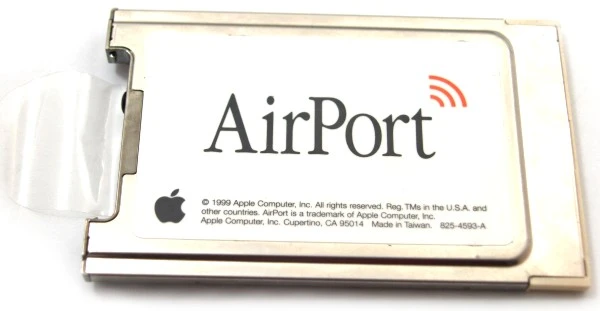 AirPort
© 1999 Apple Computer, Inc. All rights reserved. Reg. TMs in the U.S.A. and
other countries. AirPort is a trademark of Apple Computer, Inc.
Apple Computer, Inc. Cupertino, CA 95014 Made in Taiwan. 825-4593-A